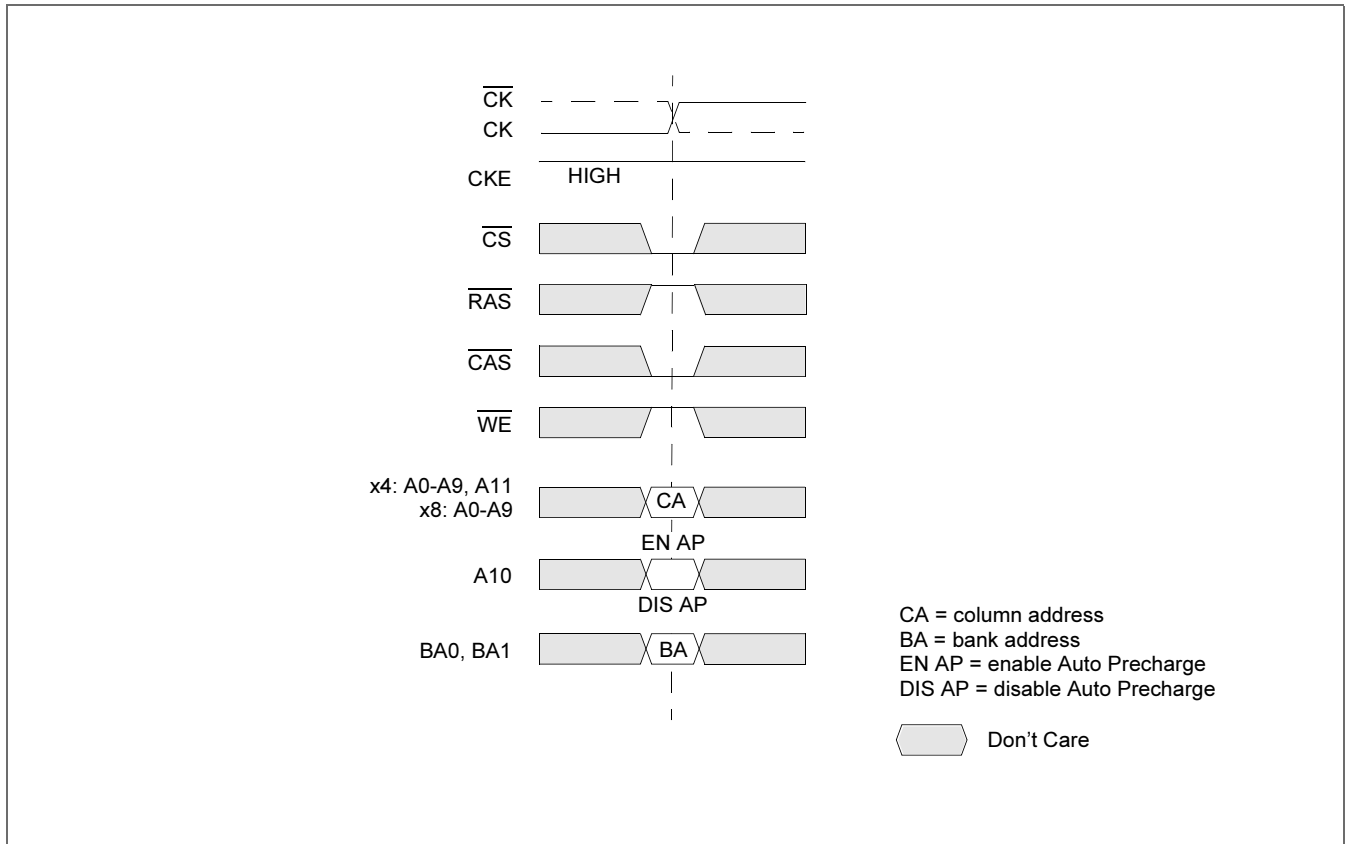 CK
CK
CKE
HIGH
CS
RAS
CAS
WE
x4: A0-A9, A11
x8: A0-A9
CA
EN AP
A10
DIS AP
BA0, BA1
BA
CA = column address
BA = bank address
EN AP = enable Auto Precharge
DIS AP = disable Auto Precharge
Don't Care